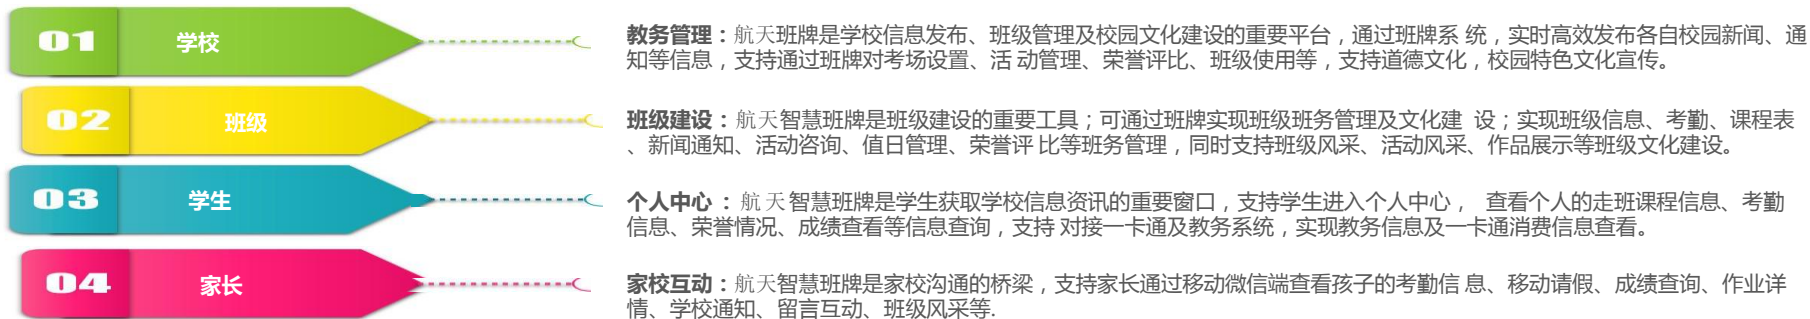 01 学校
教务管理：航天班牌是学校信息发布、班级管理及校园文化建设的重要平台，通过班牌系 统，实时高效发布各自校园新闻、通
知等信息，支持通过班牌对考场设置、活 动管理、荣誉评比、班级使用等，支持道德文化，校园特色文化宣传。
02 班级
班级建设：航天智慧班牌是班级建设的重要工具；可通过班牌实现班级班务管理及文化建 设；实现班级信息、考勤、课程表
、新闻通知、活动咨询、值日管理、荣誉评 比等班务管理，同时支持班级风采、活动风采、作品展示等班级文化建设。
03 学生
个人中心 ：航 天 智慧班牌是学生获取学校信息资讯的重要窗口，支持学生进入个人中心， 查看个人的走班课程信息、考勤
信息、荣誉情况、成绩查看等信息查询，支持 对接一卡通及教务系统，实现教务信息及一卡通消费信息查看。
04 家长
家校互动：航天智慧班牌是家校沟通的桥梁，支持家长通过移动微信端查看孩子的考勤信 息、移动请假、成绩查询、作业详
情、学校通知、留言互动、班级风采等.